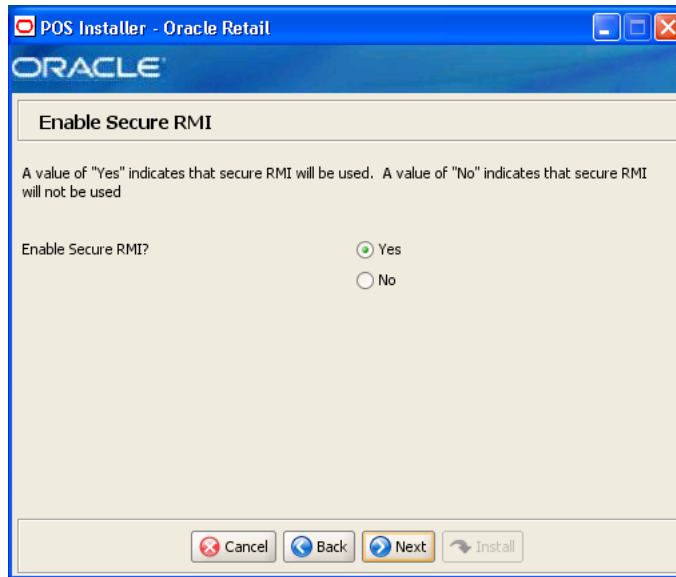 POS Installer - Oracle Retail
ORACLE
Enable Secure RMI
A value of "Yes" indicates that secure RMI will be used. A value of "No" indicates that secure RMI
will not be used
Enable Secure RMI?
Yes
No
Cancel
Back
Next
Install